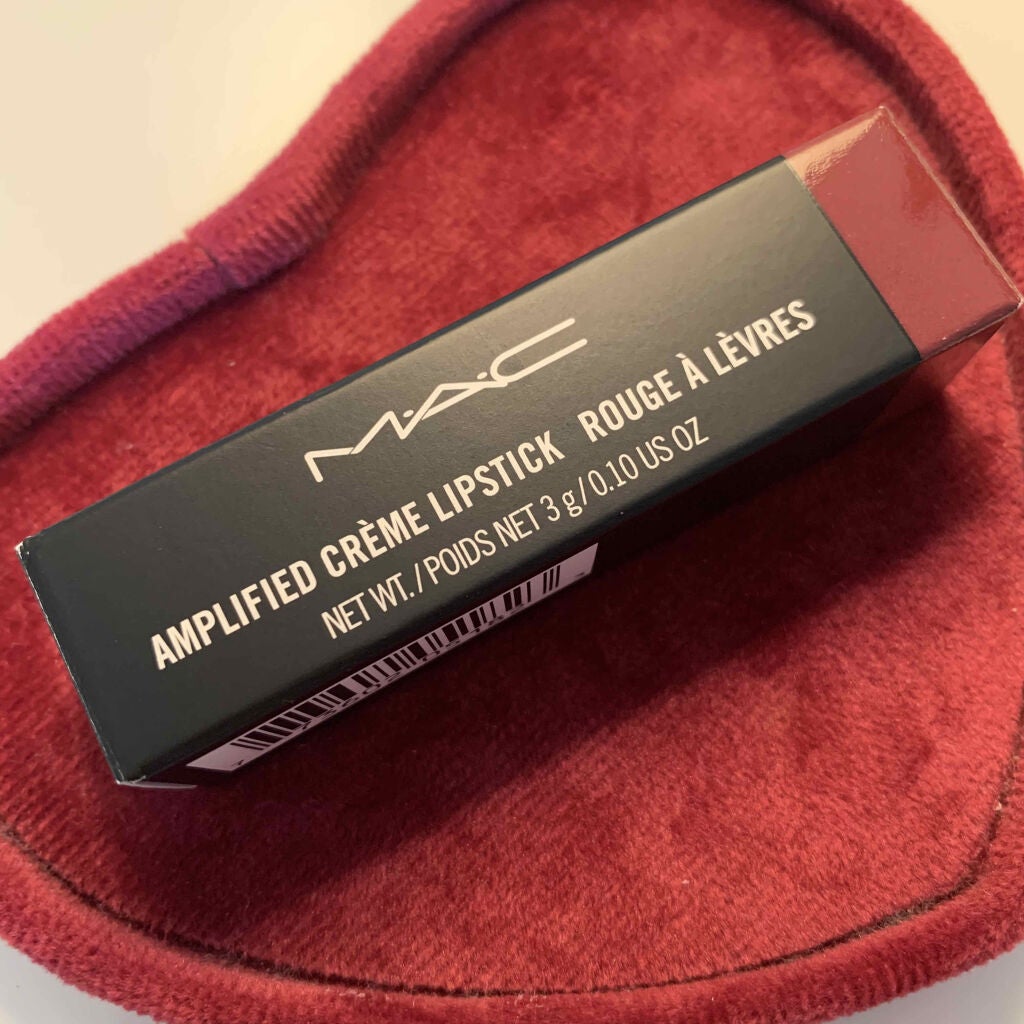 M·A·C
AMPLIFIED CRÈME LIPSTICK ROUGE À LÈVRES
NET WT./POIDS NET 3 g/0.10 US OZ